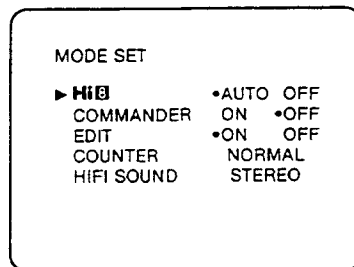 MODE SET
► Hi8 •AUTO OFF
COMMANDER ON •OFF
EDIT •ON OFF
COUNTER NORMAL
HIFI SOUND STEREO